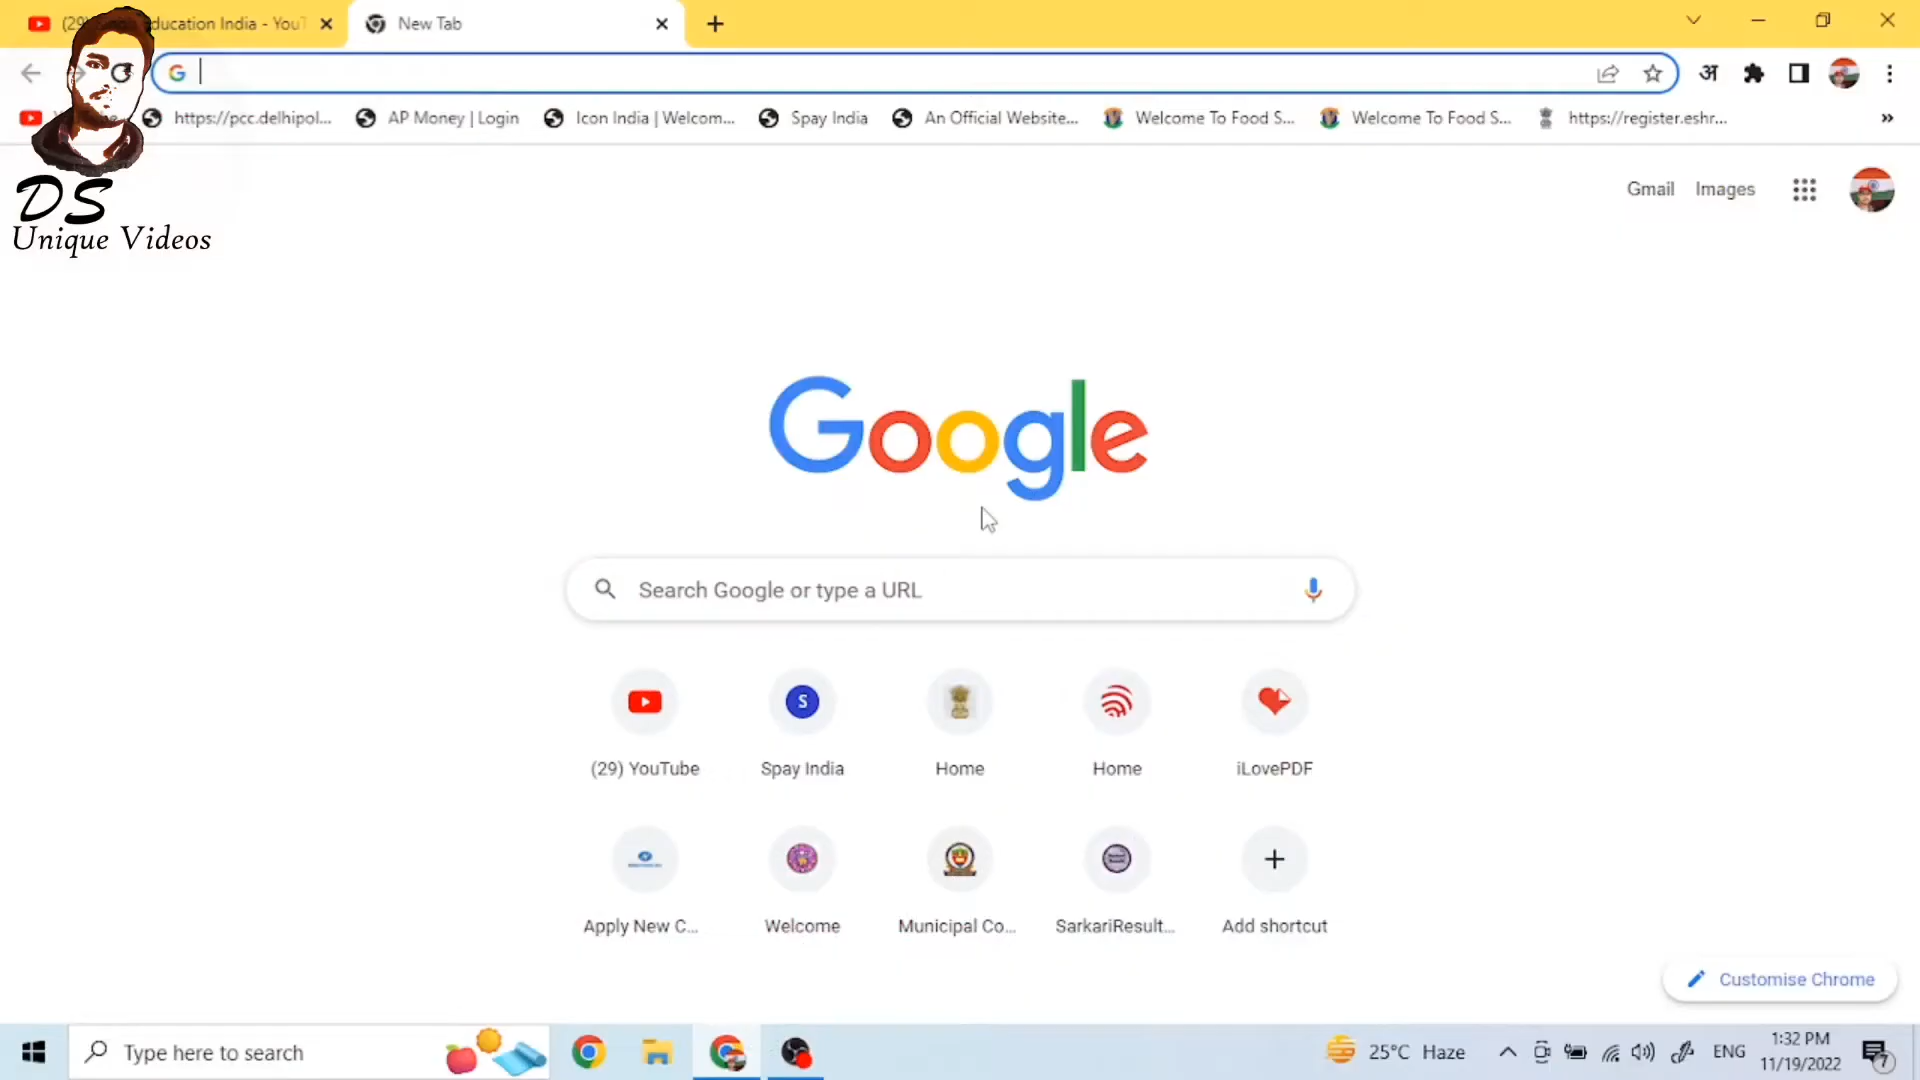 Education India - YouT
New Tab
https://pcc.delhipol...
AP Money | Login
Icon India | Welcom...
Spay India
An Official Website...
Welcome To Food S...
Welcome To Food S...
https://register.eshr...
DS
Unique Videos
Gmail
Images
Google
Search Google or type a URL
(29) YouTube
Spay India
Home
Home
iLovePDF
Apply New C...
Welcome
Municipal Co...
SarkariResult...
Add shortcut
Customise Chrome
Type here to search
25°C Haze
ENG
1:32 PM
11/19/2022
7